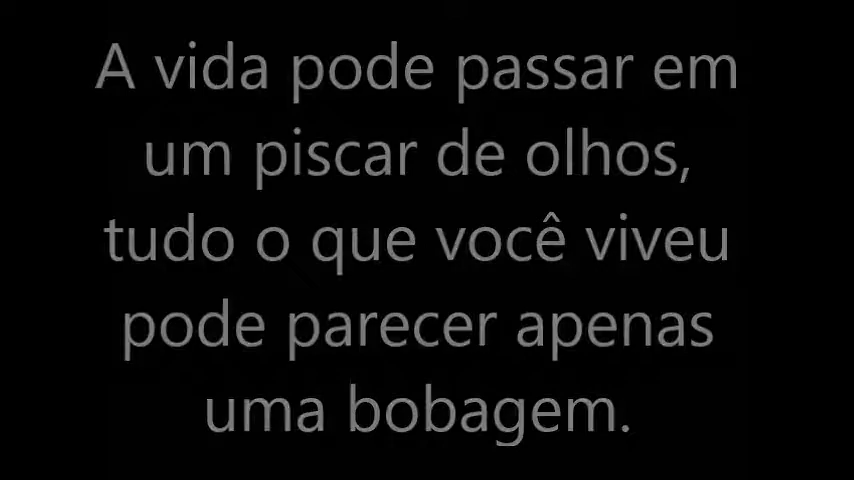 A vida pode passar em
um piscar de olhos,
tudo o que você viveu
pode parecer apenas
uma bobagem.